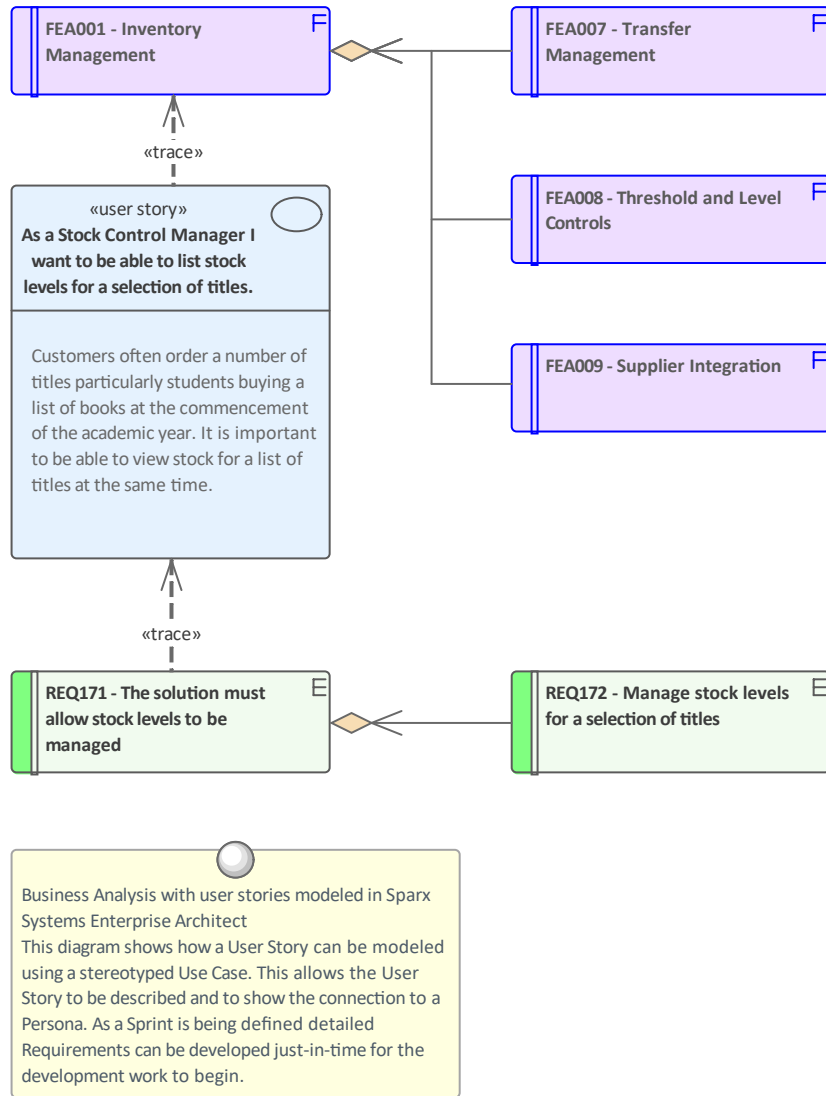 FEA001 - Inventory
Management
F
FEA007 - Transfer
Management
F
«trace»
«user story»
As a Stock Control Manager I
want to be able to list stock
levels for a selection of titles.
Customers often order a number of
titles particularly students buying a
list of books at the commencement
of the academic year. It is important
to be able to view stock for a list of
titles at the same time.
FEA008 - Threshold and Level
Controls
F
FEA009 - Supplier Integration
F
«trace»
REQ171 - The solution must
allow stock levels to be
managed
E
REQ172 - Manage stock levels
for a selection of titles
E
Business Analysis with user stories modeled in Sparx
Systems Enterprise Architect
This diagram shows how a User Story can be modeled
using a stereotyped Use Case. This allows the User
Story to be described and to show the connection to a
Persona. As a Sprint is being defined detailed
Requirements can be developed just-in-time for the
development work to begin.